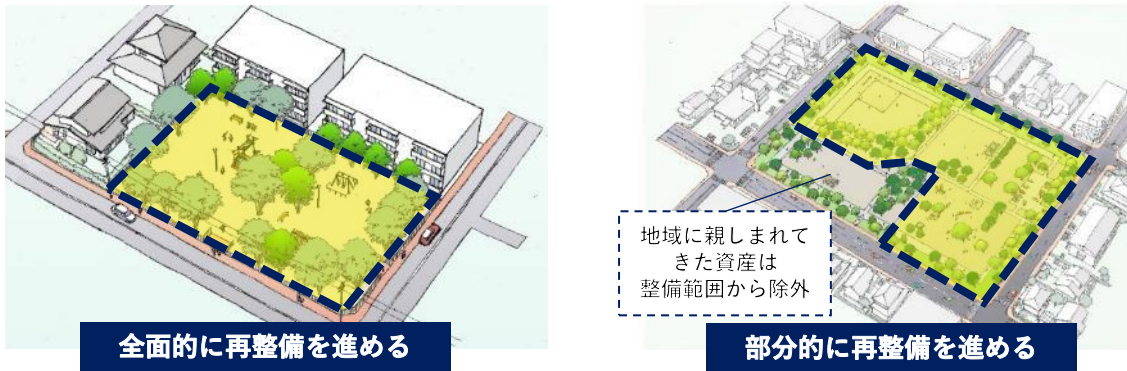 地域に親しまれて
きた資産は
整備範囲から除外
全面的に再整備を進める
部分的に再整備を進める